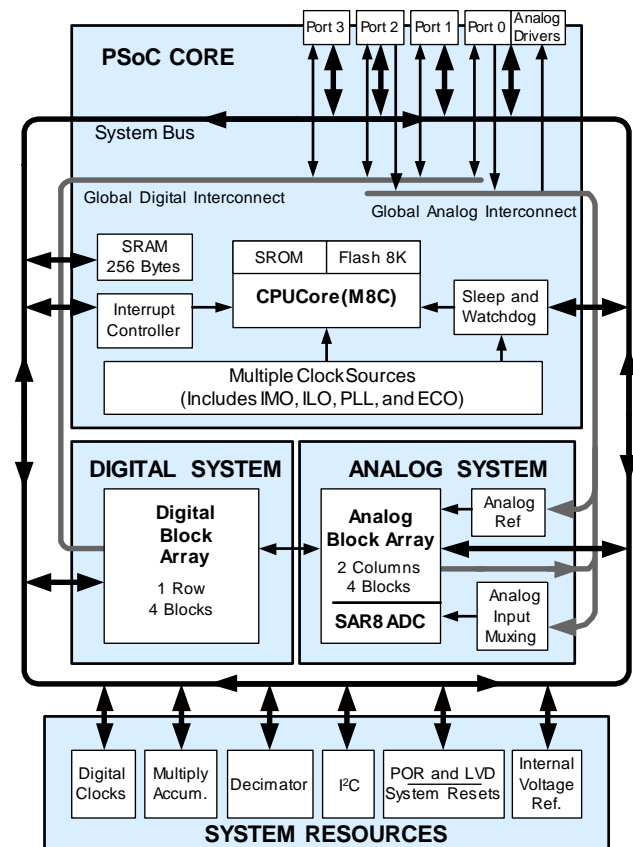 Port 3
Port 2
Port 1
Port 0
Analog
Drivers
PSoC CORE
System Bus
Global Digital Interconnect
Global Analog Interconnect
SRAM
256 Bytes
SROM
Flash 8K
CPUCore(M8C)
Interrupt
Controller
Sleep and
Watchdog
Multiple ClockSources
(Includes IMO, ILO, PLL, and ECO)
DIGITAL SYSTEM
Digital
Block
Array
1 Row
4 Blocks
ANALOG SYSTEM
Analog
Block Array
2 Columns
4 Blocks
SAR8 ADC
Analog
Ref
Analog
Input
Muxing
Digital
Clocks
Multiply
Accum.
Decimator
I²C
POR and LVD
System Resets
Internal
Voltage
Ref.
SYSTEM RESOURCES